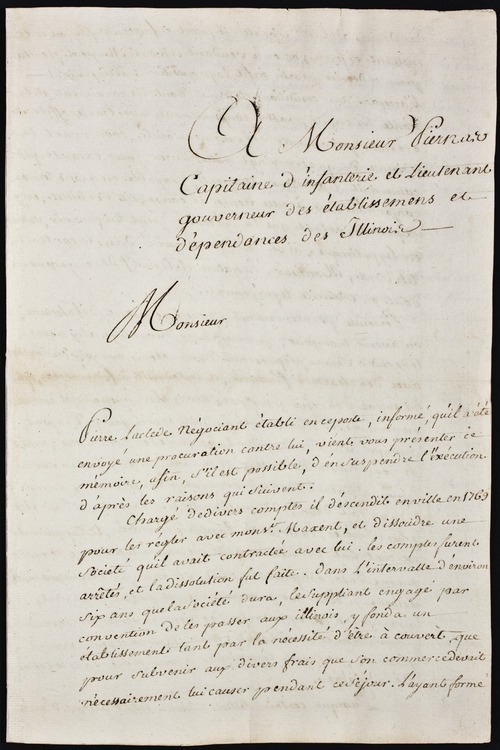 A Monsieur Piernas
Capitaine d'infanterie et Lieutenant
gouverneur des établissemens et
dépendances des Illinois
Monsieur
Pierre Laclede Négociant établi en ce poste, informé, qu'il a été
envoyé une procuration contre lui, vient vous présenter ce
mémoire, afin, s'il est possible, d'en suspendre l'éxécution
d'après les raisons qui suivent.
Chargé de divers comptes il déscendit en ville en 1769
pour les régler avec mons.r Maxent, et dissoudre une
Société qu'il avait contractée avec lui. les comptes furent
arrêtés, et la dissolution fut faite. dans l'intervalle d'environ
six ans que la société dura, le suppliant engagé par
convention de les passer aux illinois, y fonda un
établissement tant par la nécessité d'etre à couvert, que
pour subvenir aux divers frais que son commerce devoit
nécessairement lui causer pendant ce séjour. L'ayant formé